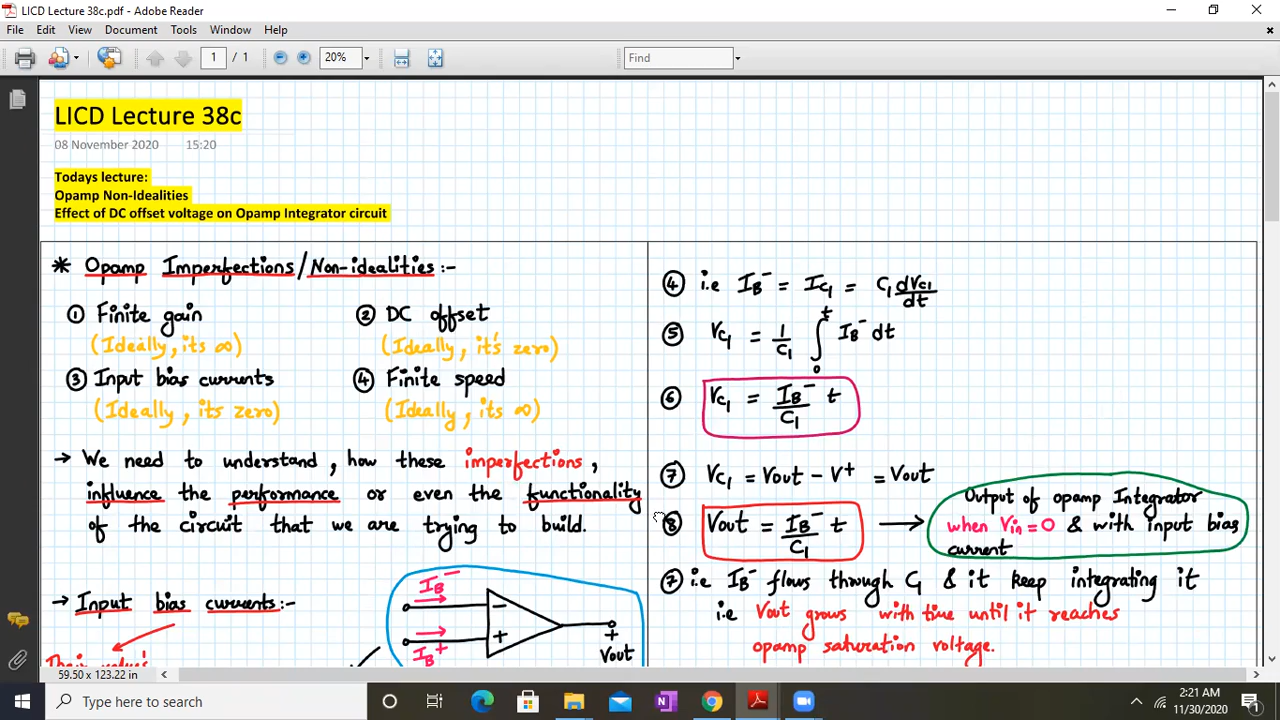 LICD Lecture 38c.pdf - Adobe Reader
File Edit View Document Tools Window Help
1 / 1 20% Find
LICD Lecture 38c
08 November 2020 15:20
Todays lecture:
Opamp Non-Idealities
Effect of DC offset voltage on Opamp Integrator circuit
* Opamp Imperfections/Non-idealities :-
① Finite gain
(Ideally, its ∞)
② DC offset
(Ideally, it's zero)
③ Input bias currents
(Ideally, its zero)
④ Finite speed
(Ideally, its ∞)
→ We need to understand, how these imperfections,
influence the performance or even the functionality
of the circuit that we are trying to build.
→ Input bias currents:-
Their values
IB⁻
IB⁺
−
+
+
Vout
④ i.e IB⁻ = IC1 = C1 dVC1/dt
⑤ VC1 = 1/C1 ∫₀ᵗ IB⁻ dt
⑥ VC1 = IB⁻/C1 t
⑦ VC1 = Vout − V⁺ = Vout
⑧ Vout = IB⁻/C1 t →
Output of opamp Integrator
when Vin = 0 & with input bias
current
⑦ i.e IB⁻ flows through C1 & it keep integrating it
i.e Vout grows with time until it reaches
opamp saturation voltage.
59.50 x 123.22 in
Type here to search
2:21 AM
11/30/2020